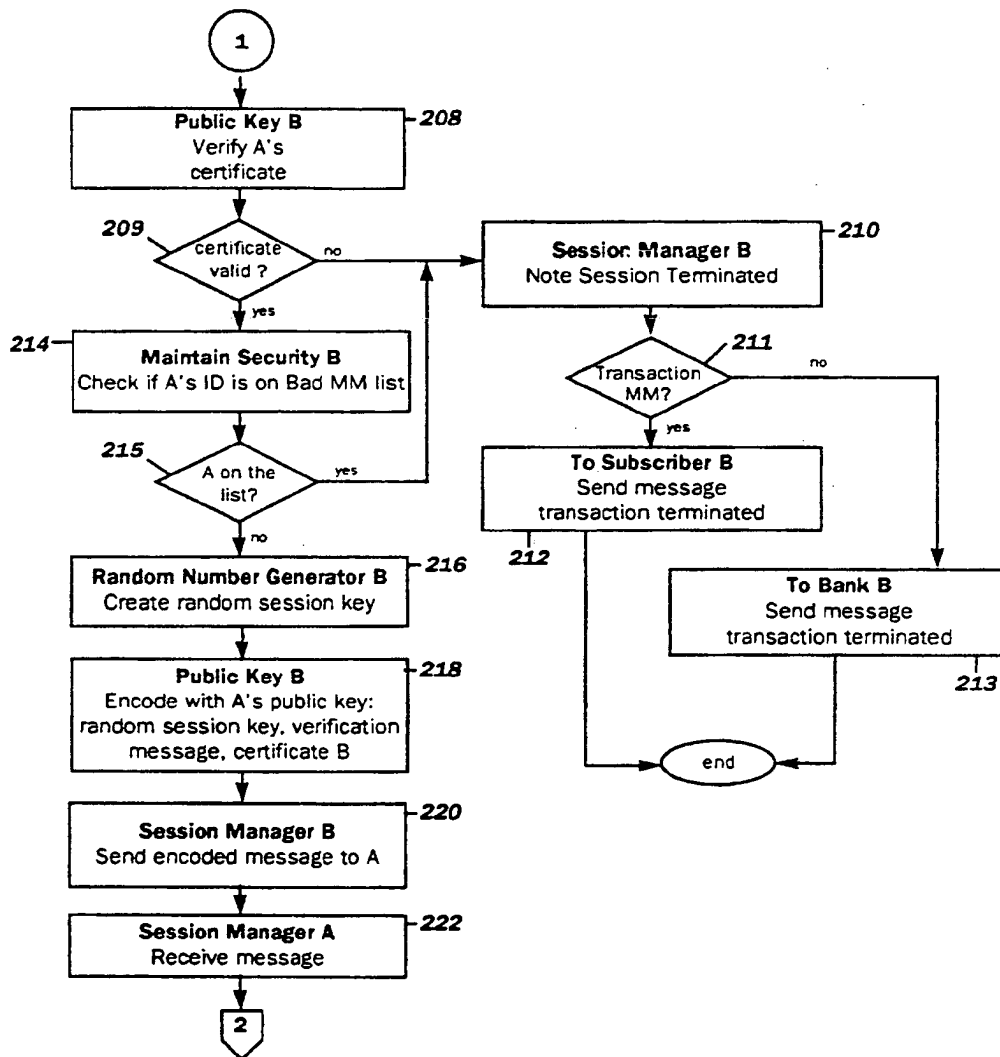 1
Public Key B
Verify A's
certificate
208
209
certificate
valid ?
no
yes
Session Manager B
Note Session Terminated
210
214
Maintain Security B
Check if A's ID is on Bad MM list
211
Transaction
MM?
no
yes
215
A on the
list?
yes
no
To Subscriber B
Send message
transaction terminated
212
Random Number Generator B
Create random session key
216
To Bank B
Send message
transaction terminated
213
Public Key B
Encode with A's public key:
random session key, verification
message, certificate B
218
end
Session Manager B
Send encoded message to A
220
Session Manager A
Receive message
222
2